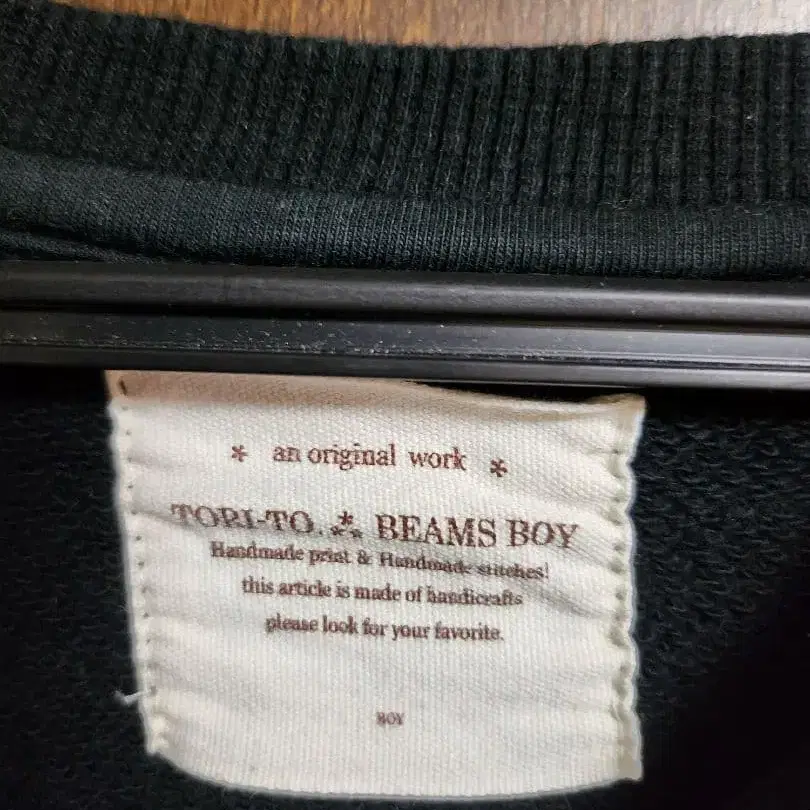 * an original work *
TORI-TO. ⁂ BEAMS BOY
Handmade print & Handmade stitches!
this article is made of handicrafts
please look for your favorite.
BOY